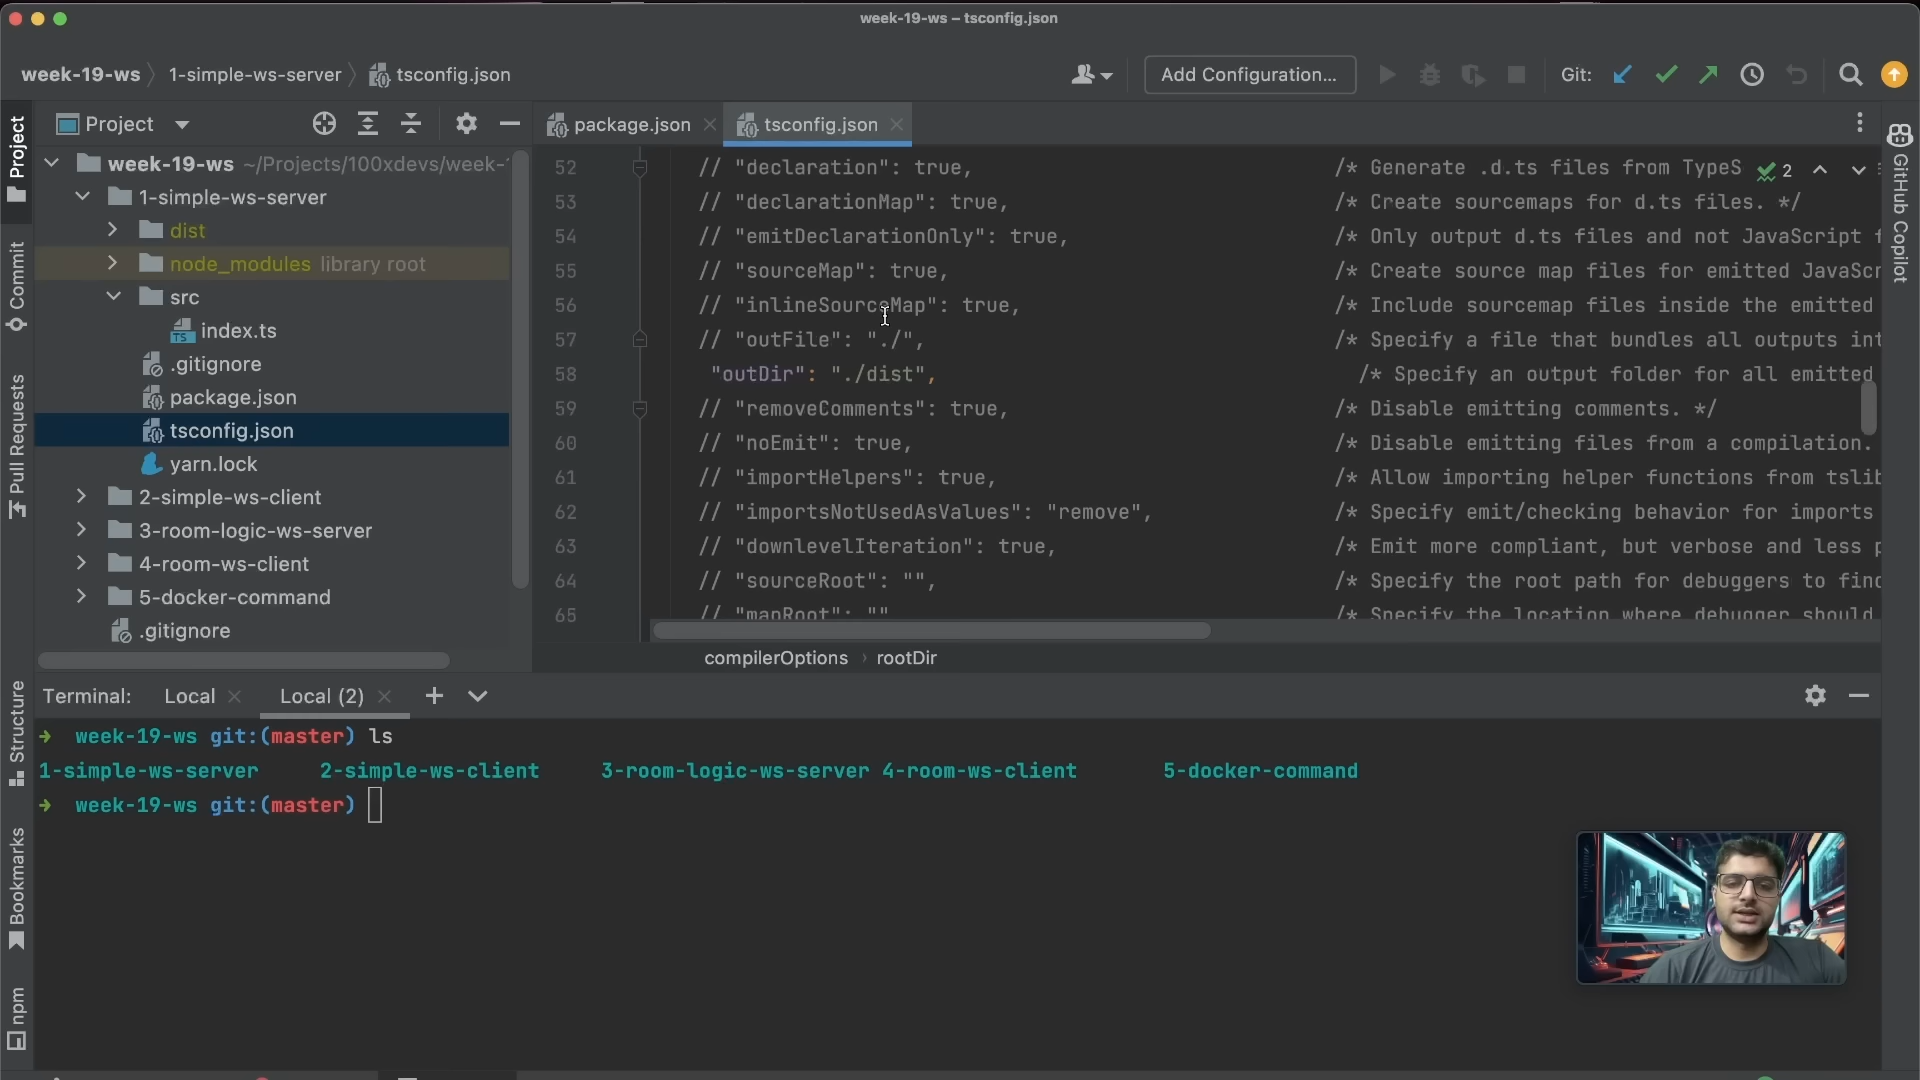 week-19-ws – tsconfig.json
week-19-ws 1-simple-ws-server tsconfig.json
Add Configuration...
Git:
Project
package.json
tsconfig.json
week-19-ws ~/Projects/100xdevs/week-
1-simple-ws-server
dist
node_modules library root
src
index.ts
.gitignore
package.json
tsconfig.json
yarn.lock
2-simple-ws-client
3-room-logic-ws-server
4-room-ws-client
5-docker-command
.gitignore
52 // "declaration": true, /* Generate .d.ts files from TypeS
2
53 // "declarationMap": true, /* Create sourcemaps for d.ts files. */
54 // "emitDeclarationOnly": true, /* Only output d.ts files and not JavaScript f
55 // "sourceMap": true, /* Create source map files for emitted JavaScr
56 // "inlineSourceMap": true, /* Include sourcemap files inside the emitted
57 // "outFile": "./", /* Specify a file that bundles all outputs int
58 "outDir": "./dist", /* Specify an output folder for all emitted
59 // "removeComments": true, /* Disable emitting comments. */
60 // "noEmit": true, /* Disable emitting files from a compilation.
61 // "importHelpers": true, /* Allow importing helper functions from tslib
62 // "importsNotUsedAsValues": "remove", /* Specify emit/checking behavior for imports
63 // "downlevelIteration": true, /* Emit more compliant, but verbose and less p
64 // "sourceRoot": "", /* Specify the root path for debuggers to find
65 // "mapRoot": "" /* Specify the location where debugger should
compilerOptions rootDir
Terminal: Local Local (2)
➜ week-19-ws git:(master) ls
1-simple-ws-server 2-simple-ws-client 3-room-logic-ws-server 4-room-ws-client 5-docker-command
➜ week-19-ws git:(master)
Project
Commit
Pull Requests
Structure
Bookmarks
npm
GitHub Copilot